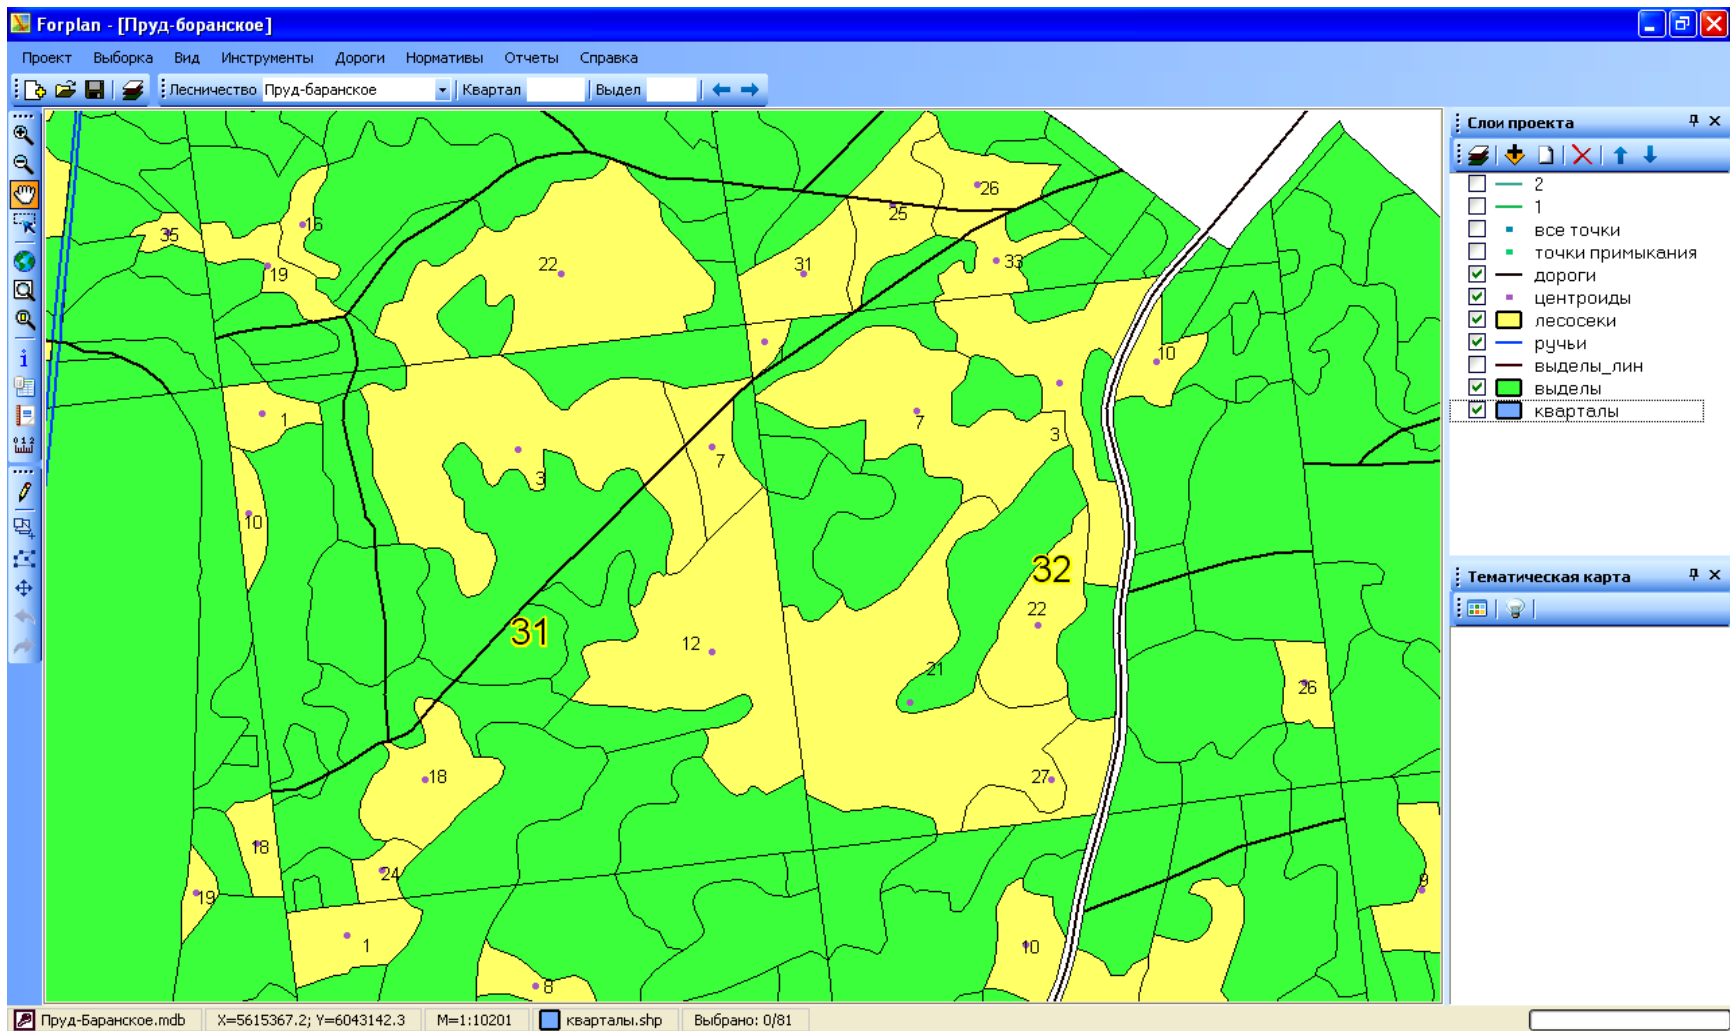 Forplan - [Пруд-боранское]
Проект Выборка Вид Инструменты Дороги Нормативы Отчеты Справка
Лесничество Пруд-баранское Квартал Выдел
Слои проекта
2
1
все точки
точки примыкания
дороги
центроиды
лесосеки
ручьи
выделы_лин
выделы
кварталы
Тематическая карта
26
25
16
35
22
31
33
19
10
1
7
3
7
3
10
32
22
31
12
21
26
18
27
18
24
9
19
1
10
8
Пруд-Баранское.mdb X=5615367.2; Y=6043142.3 М=1:10201 кварталы.shp Выбрано: 0/81